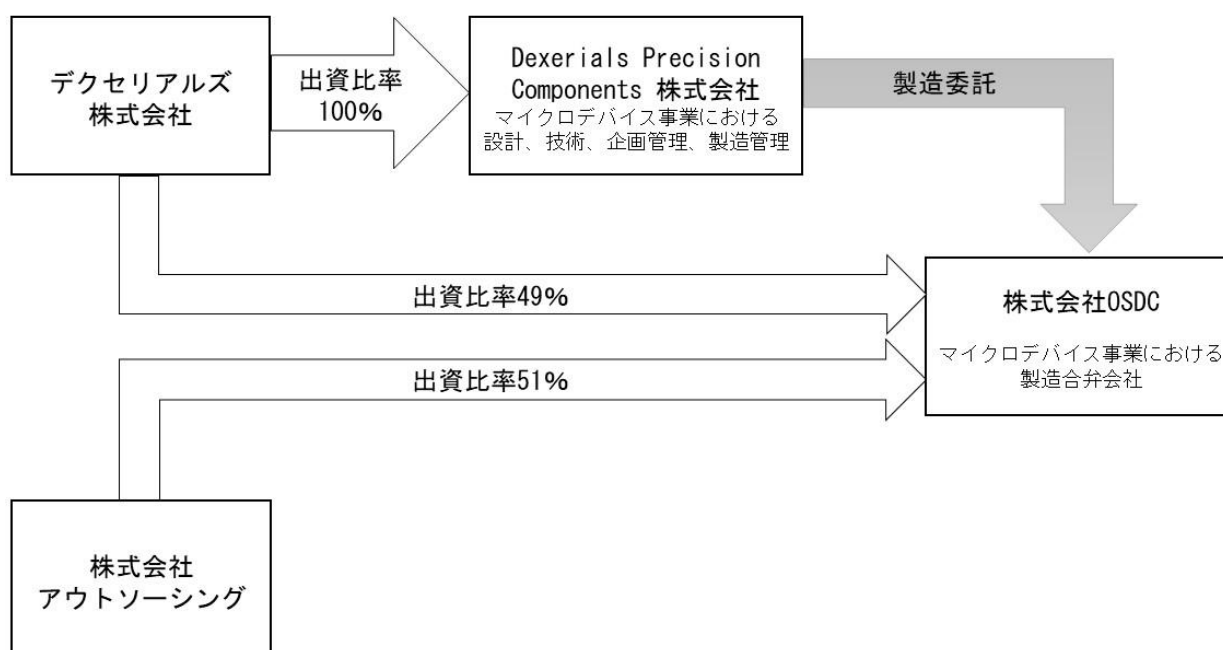 デクセリアルズ
株式会社
出資比率
100%
Dexerials Precision
Components 株式会社
マイクロデバイス事業における
設計、技術、企画管理、製造管理
製造委託
出資比率49%
株式会社OSDC
マイクロデバイス事業における
製造合弁会社
出資比率51%
株式会社
アウトソーシング